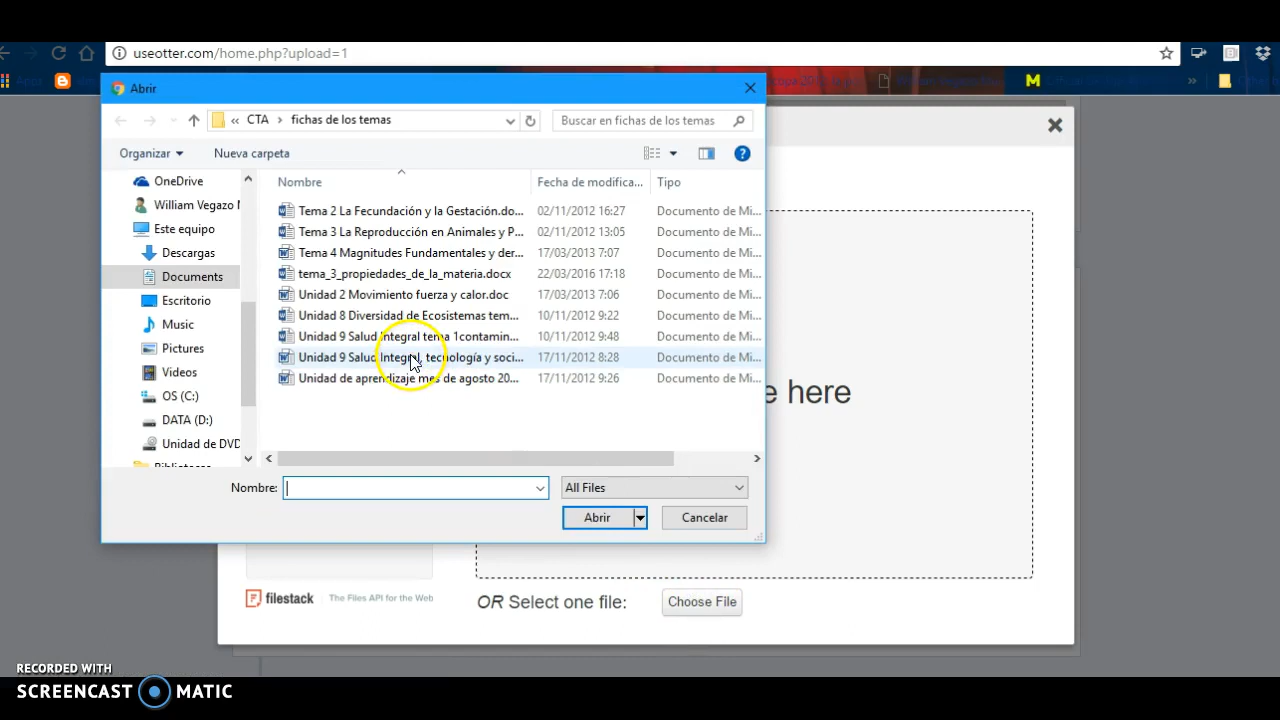 useotter.com/home.php?upload=1
Apps
M
»
Abrir
« CTA › fichas de los temas
Buscar en fichas de los temas
Organizar
Nueva carpeta
OneDrive
William Vegazo
Este equipo
Descargas
Documents
Escritorio
Music
Pictures
Videos
OS (C:)
DATA (D:)
Unidad de DVD
Nombre Fecha de modifica... Tipo
Tema 2 La Fecundación y la Gestación.do... 02/11/2012 16:27 Documento de Mi...
Tema 3 La Reproducción en Animales y P... 02/11/2012 13:05 Documento de Mi...
Tema 4 Magnitudes Fundamentales y der... 17/03/2013 7:07 Documento de Mi...
tema_3_propiedades_de_la_materia.docx 22/03/2016 17:18 Documento de Mi...
Unidad 2 Movimiento fuerza y calor.doc 17/03/2013 7:06 Documento de Mi...
Unidad 8 Diversidad de Ecosistemas tem... 10/11/2012 9:22 Documento de Mi...
Unidad 9 Salud Integral tema 1contamin... 10/11/2012 9:48 Documento de Mi...
Unidad 9 Salud Integral, tecnología y soci... 17/11/2012 8:28 Documento de Mi...
Unidad de aprendizaje mes de agosto 20... 17/11/2012 9:26 Documento de Mi...
Nombre:
All Files
Abrir
Cancelar
here
filestack The Files API for the Web
OR Select one file:
Choose File
RECORDED WITH
SCREENCAST MATIC